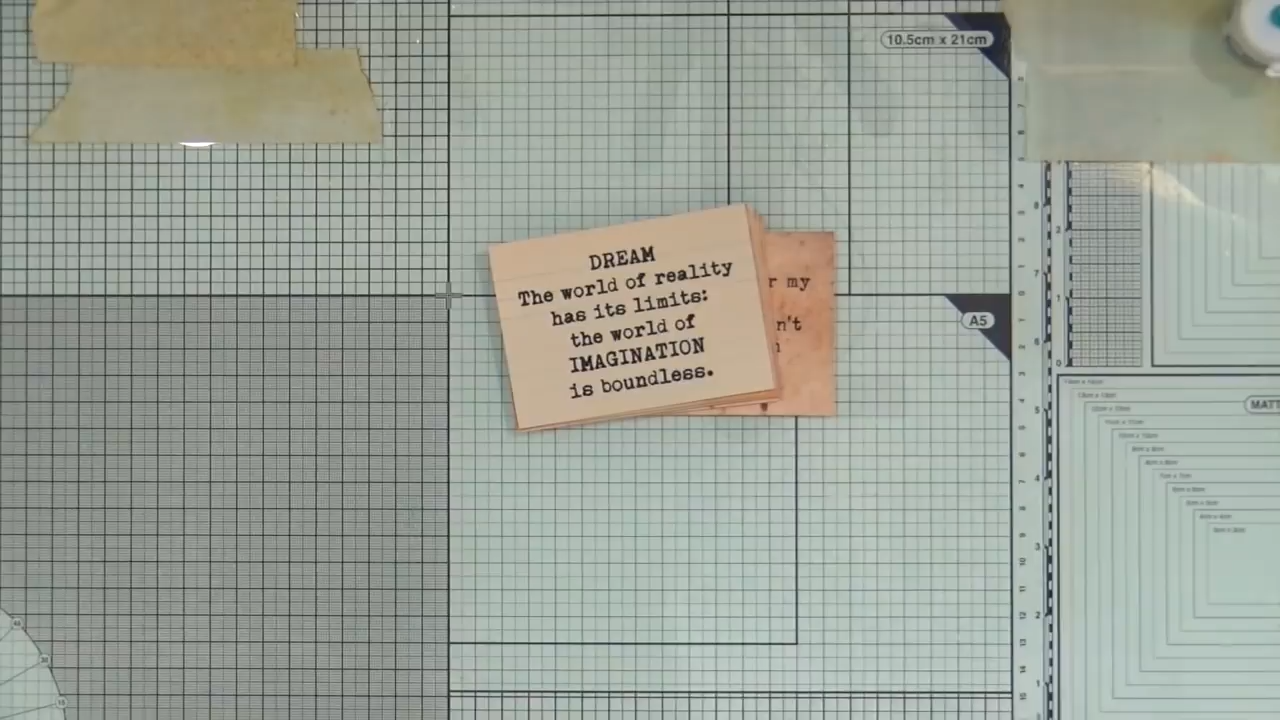 10.5cm x 21cm
DREAM
The world of reality
has its limits:
the world of
IMAGINATION
is boundless.
r my
n't
A5
MATT